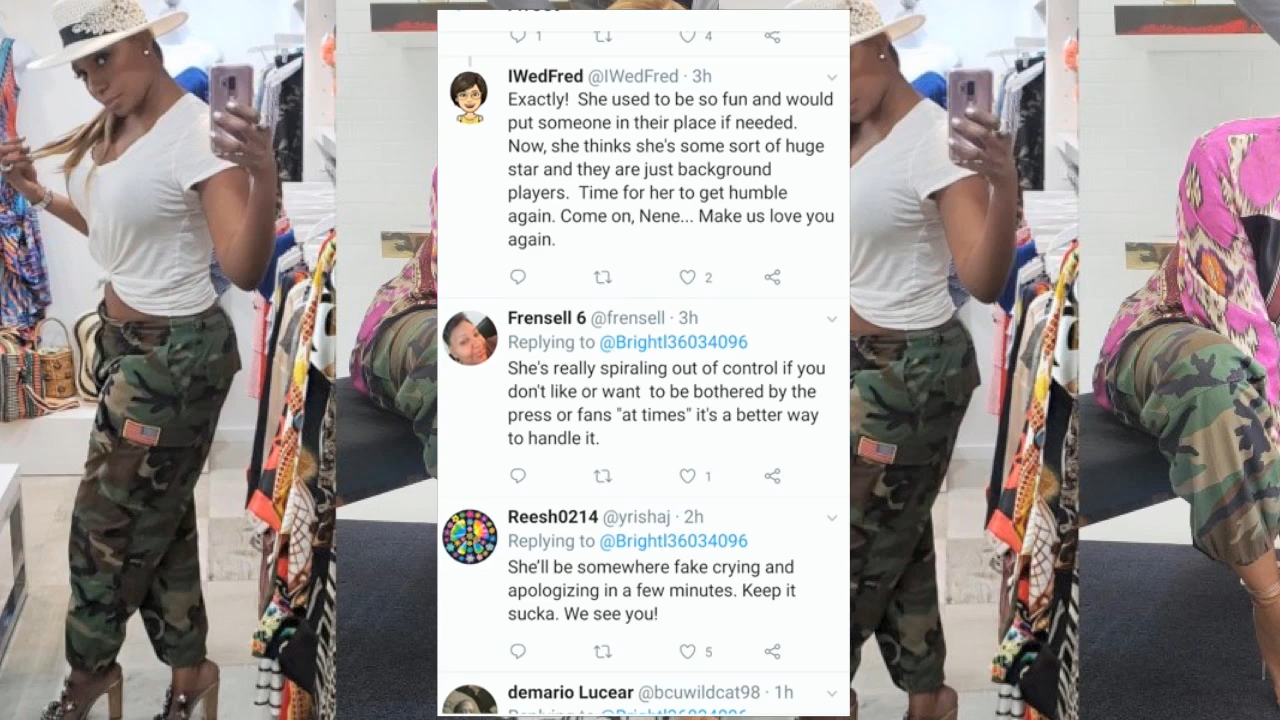 1 4
IWedFred @IWedFred · 3h
Exactly!  She used to be so fun and would
put someone in their place if needed.
Now, she thinks she's some sort of huge
star and they are just background
players.  Time for her to get humble
again. Come on, Nene... Make us love you
again.
2
Frensell 6 @frensell · 3h
Replying to @Brightl36034096
She's really spiraling out of control if you
don't like or want  to be bothered by the
press or fans "at times" it's a better way
to handle it.
1
Reesh0214 @yrishaj · 2h
Replying to @Brightl36034096
She'll be somewhere fake crying and
apologizing in a few minutes. Keep it
sucka. We see you!
5
demario Lucear @bcuwildcat98 · 1h
Replying to @Brightl36034096